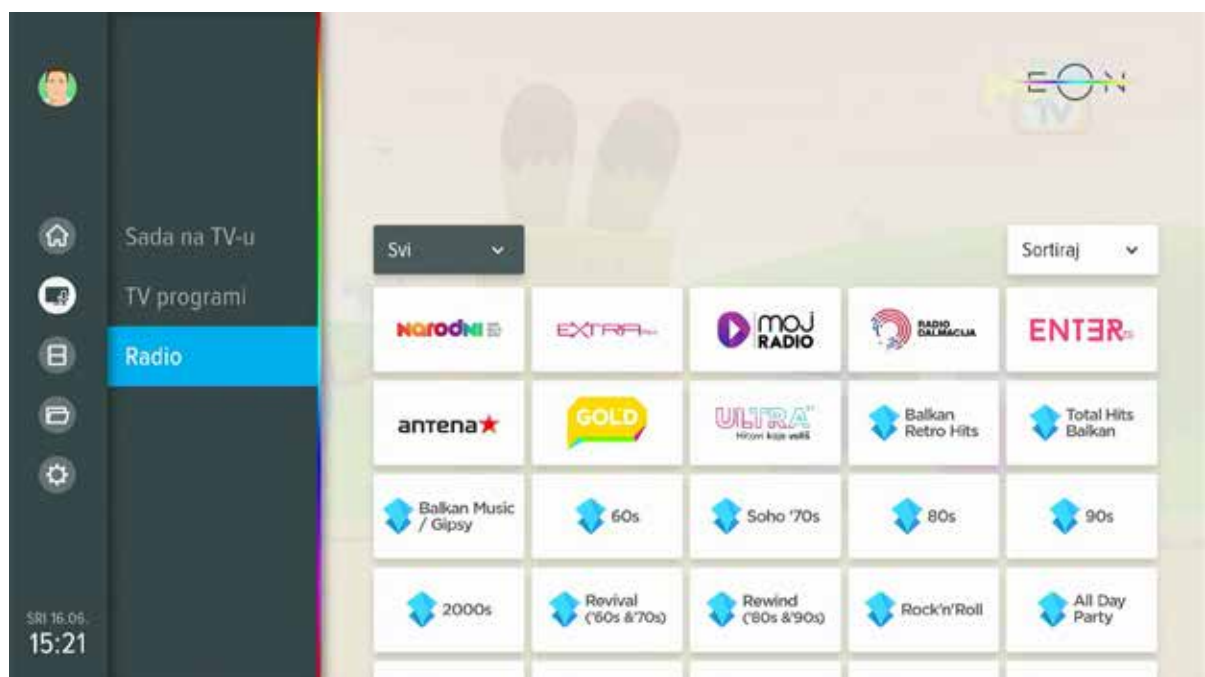 EON
TV
Sada na TV-u
TV programi
Radio
Svi
Sortiraj
Narodni
EXTRA
MOJ
RADIO
RADIO
DALMACIJA
ENTER
antena
GOLD
ULTRA
Hitovi koje voliš
Balkan
Retro Hits
Total Hits
Balkan
Balkan Music
/ Gipsy
60s
Soho '70s
80s
90s
2000s
Revival
('60s &'70s)
Rewind
('80s &'90s)
Rock'n'Roll
All Day
Party
SRI 16.06.
15:21